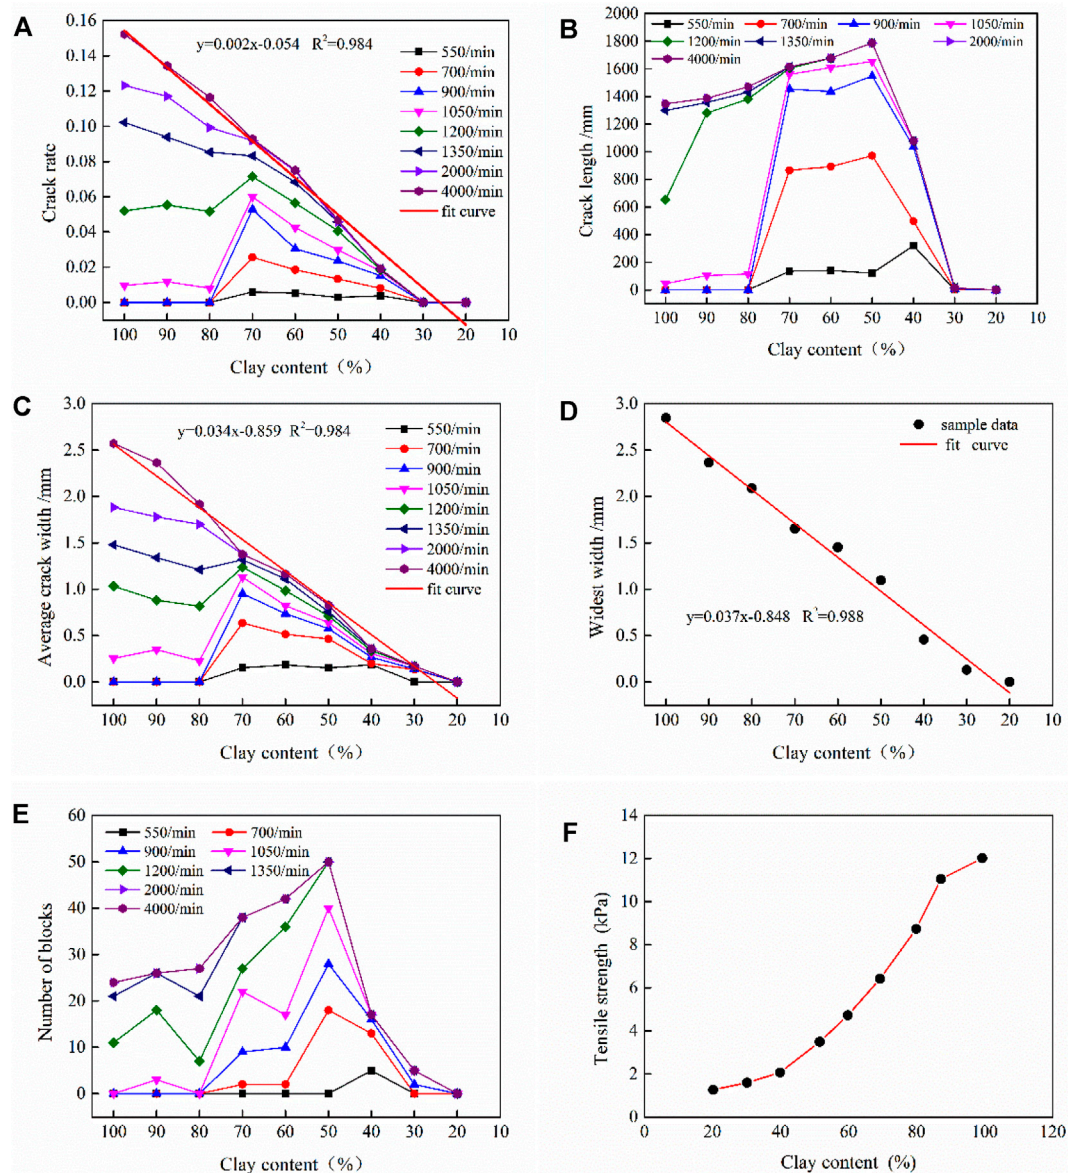 A
y=0.002x-0.054 R²=0.984
550/min
700/min
900/min
1050/min
1200/min
1350/min
2000/min
4000/min
fit curve
Crack rate
0.16
0.12
0.08
0.04
0.00
100 90 80 70 60 50 40 30 20 10
Clay content（%）
B
550/min 700/min 900/min 1050/min
1200/min 1350/min 2000/min
4000/min
Crack length /mm
2000
1800
1600
1400
1200
1000
800
600
400
200
0
100 90 80 70 60 50 40 30 20 10
Clay content（%）
C
y=0.034x-0.859 R²=0.984
550/min
700/min
900/min
1050/min
1200/min
1350/min
2000/min
4000/min
fit curve
Average crack width /mm
3.0
2.5
2.0
1.5
1.0
0.5
0.0
100 90 80 70 60 50 40 30 20 10
Clay content（%）
D
sample data
fit curve
y=0.037x-0.848 R²=0.988
Widest width /mm
3.0
2.5
2.0
1.5
1.0
0.5
0.0
100 90 80 70 60 50 40 30 20 10
Clay content（%）
E
550/min 700/min
900/min 1050/min
1200/min 1350/min
2000/min
4000/min
Number of blocks
60
50
40
30
20
10
0
100 90 80 70 60 50 40 30 20 10
Clay content（%）
F
Tensile strength (kPa)
14
12
10
8
6
4
2
0
0 20 40 60 80 100 120
Clay content (%)